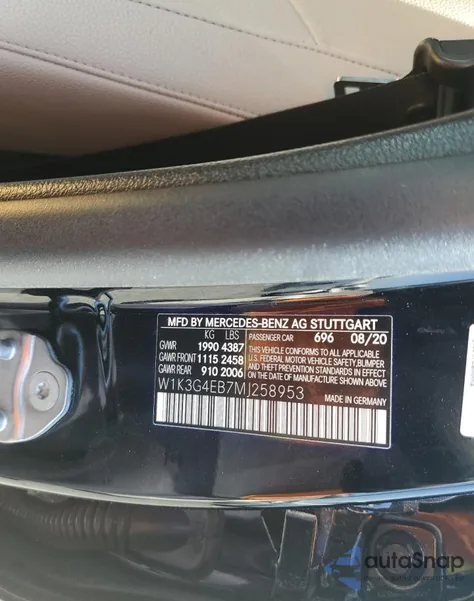 MFD BY MERCEDES-BENZ AG STUTTGART
KG LBS PASSENGER CAR 696 08/20
GWR 1990 4387 THIS VEHICLE CONFORMS TO ALL APPLICABLE
GAWR FRONT 1115 2458 U.S. FEDERAL MOTOR VEHICLE SAFETY, BUMPER
GAWR REAR 910 2006 AND THEFT PREVENTION STANDARDS IN EFFECT
ON THE DATE OF MANUFACTURE SHOWN ABOVE.
W1K3G4EB7MJ258953 MADE IN GERMANY
autoSnap